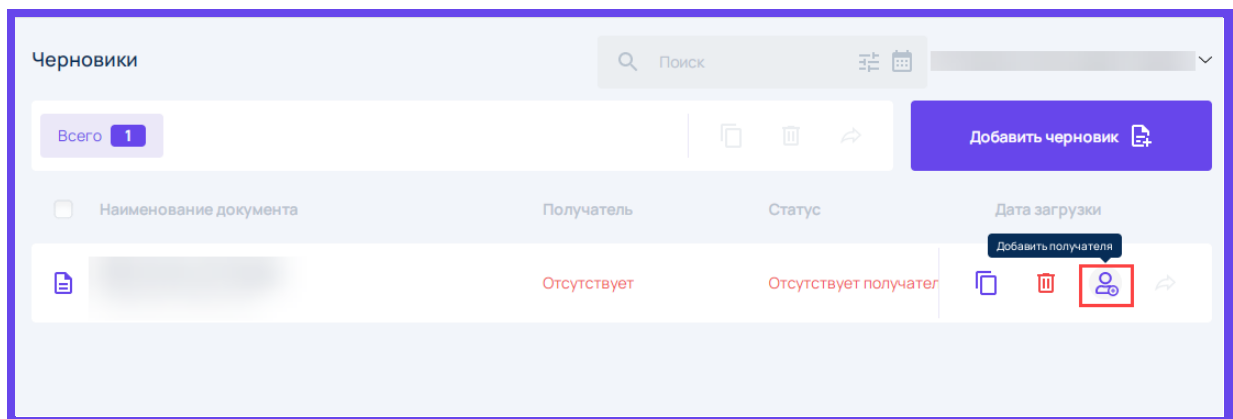 Черновики
Поиск
Всего 1
Добавить черновик
Наименование документа Получатель Статус Дата загрузки
Добавить получателя
Отсутствует Отсутствует получател